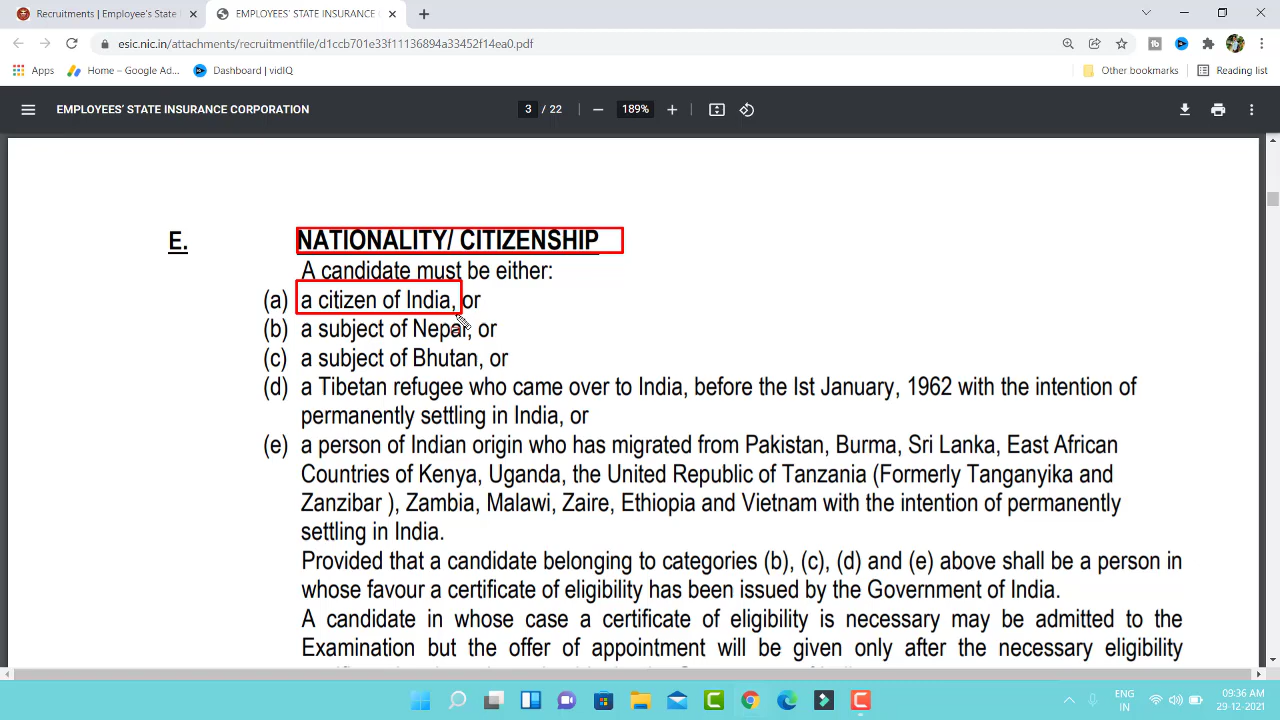 Recruitments | Employee's State
EMPLOYEES' STATE INSURANCE
esic.nic.in/attachments/recruitmentfile/d1ccb701e33f11136894a33452f14ea0.pdf
Apps
Home – Google Ad...
Dashboard | vidIQ
Other bookmarks
Reading list
EMPLOYEES' STATE INSURANCE CORPORATION
3 / 22
189%
E. NATIONALITY/ CITIZENSHIP
A candidate must be either:
(a) a citizen of India, or
(b) a subject of Nepar, or
(c) a subject of Bhutan, or
(d) a Tibetan refugee who came over to India, before the Ist January, 1962 with the intention of
permanently settling in India, or
(e) a person of Indian origin who has migrated from Pakistan, Burma, Sri Lanka, East African
Countries of Kenya, Uganda, the United Republic of Tanzania (Formerly Tanganyika and
Zanzibar ), Zambia, Malawi, Zaire, Ethiopia and Vietnam with the intention of permanently
settling in India.
Provided that a candidate belonging to categories (b), (c), (d) and (e) above shall be a person in
whose favour a certificate of eligibility has been issued by the Government of India.
A candidate in whose case a certificate of eligibility is necessary may be admitted to the
Examination but the offer of appointment will be given only after the necessary eligibility
ENG
IN
09:36 AM
29-12-2021